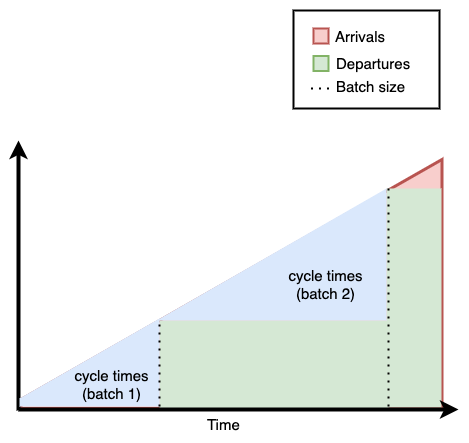 Arrivals
Departures
Batch size
cycle times
(batch 2)
cycle times
(batch 1)
Time